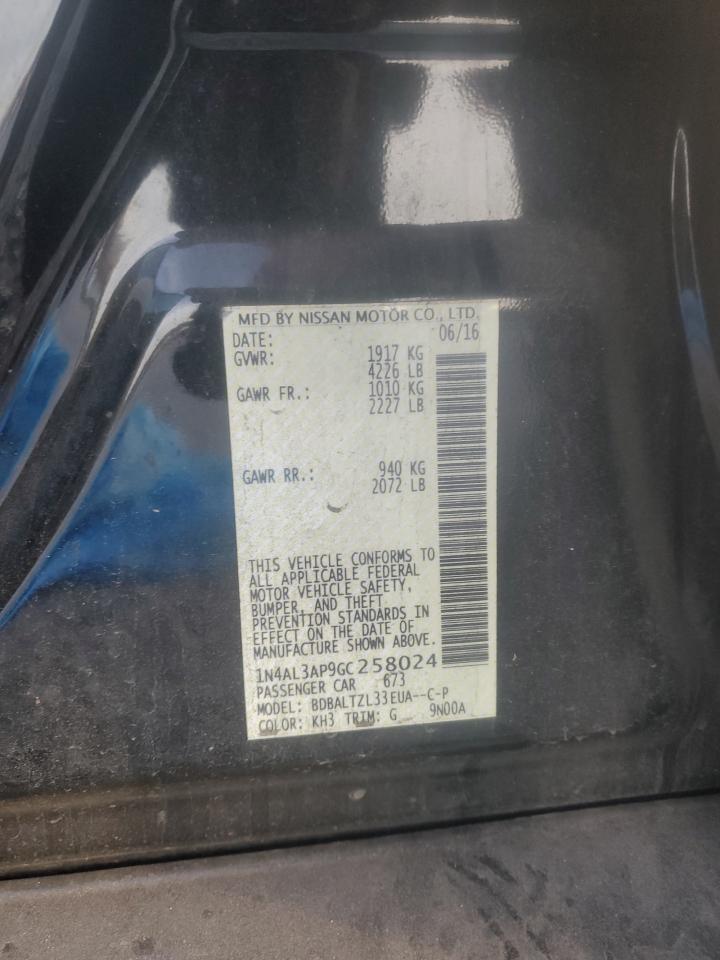 MFD BY NISSAN MOTOR CO., LTD.
DATE: 06/16
GVWR: 1917 KG
4226 LB
GAWR FR.: 1010 KG
2227 LB
GAWR RR.: 940 KG
2072 LB
THIS VEHICLE CONFORMS TO
ALL APPLICABLE FEDERAL
MOTOR VEHICLE SAFETY,
BUMPER, AND THEFT
PREVENTION STANDARDS IN
EFFECT ON THE DATE OF
MANUFACTURE SHOWN ABOVE.
1N4AL3AP9GC258024
PASSENGER CAR 673
MODEL: BDBALTZL33EUA--C-P
COLOR: KH3 TRIM: G 9N00A